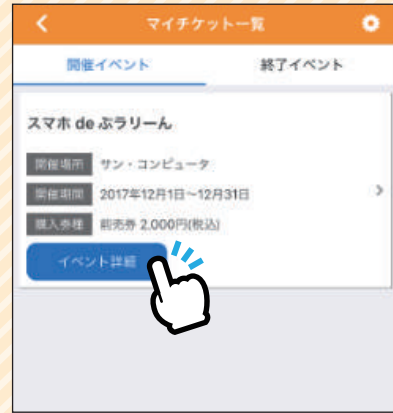 マイチケット一覧
開催イベント 終了イベント
スマホ de ぶラリーん
開催場所 サン・コンピュータ
開催期間 2017年12月1日〜12月31日
購入券種 前売券 2,000円(税込)
イベント詳細